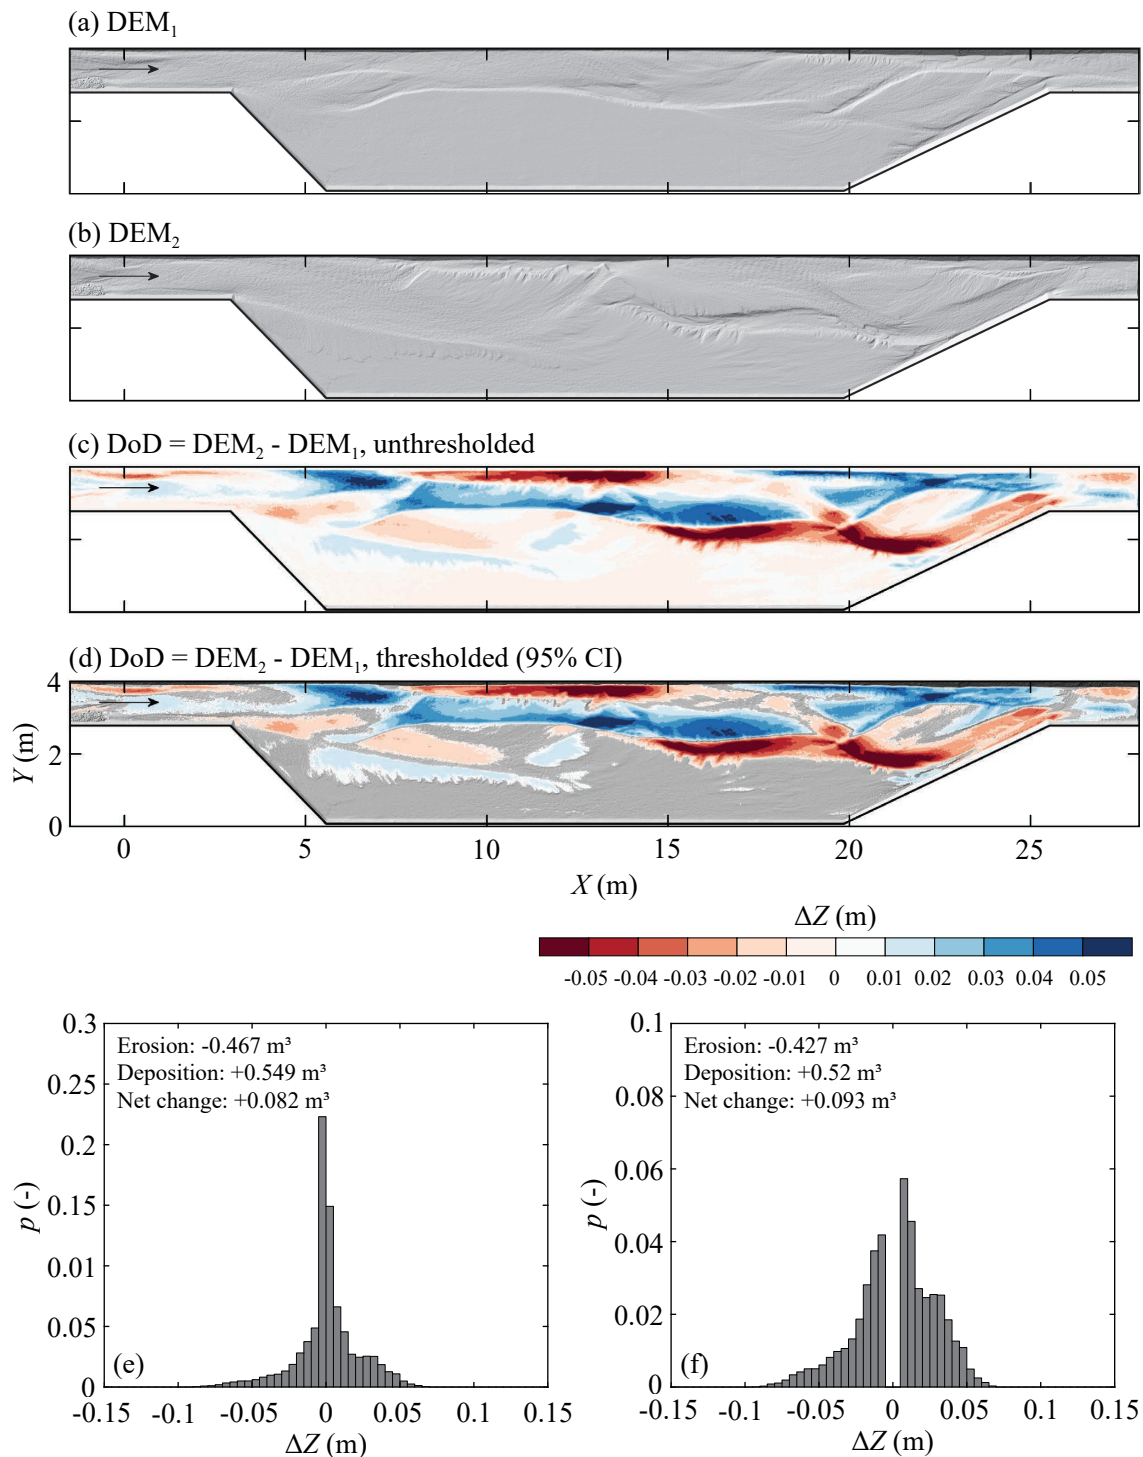 (a) DEM₁
(b) DEM₂
(c) DoD = DEM₂ - DEM₁, unthresholded
(d) DoD = DEM₂ - DEM₁, thresholded (95% CI)
4
2
0
Y (m)
0 5 10 15 20 25
X (m)
ΔZ (m)
-0.05 -0.04 -0.03 -0.02 -0.01 0 0.01 0.02 0.03 0.04 0.05
0.3
0.25
0.2
0.15
0.1
0.05
0
p (-)
Erosion: -0.467 m³
Deposition: +0.549 m³
Net change: +0.082 m³
(e)
-0.15 -0.1 -0.05 0 0.05 0.1 0.15
ΔZ (m)
0.1
0.08
0.06
0.04
0.02
0
p (-)
Erosion: -0.427 m³
Deposition: +0.52 m³
Net change: +0.093 m³
(f)
-0.15 -0.1 -0.05 0 0.05 0.1 0.15
ΔZ (m)